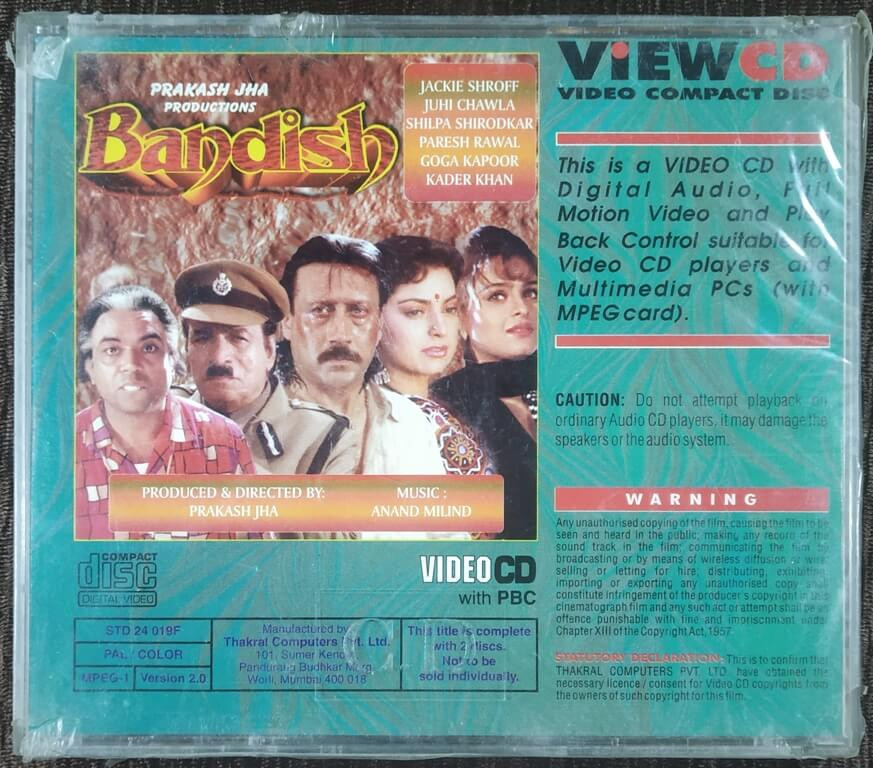 PRAKASH JHA
PRODUCTIONS
Bandish
JACKIE SHROFF
JUHI CHAWLA
SHILPA SHIRODKAR
PARESH RAWAL
GOGA KAPOOR
KADER KHAN
PRODUCED & DIRECTED BY:
PRAKASH JHA
MUSIC :
ANAND MILIND
COMPACT
disc
DIGITAL VIDEO
VIDEO CD
with PBC
STD 24 019F
PAL / COLOR
MPEG-1 Version 2.0
Manufactured by
Thakral Computers Pvt. Ltd.
101, Sumer Kendra,
Pandurang Budhkar Marg,
Worli, Mumbai 400 018
This title is complete
with 2 discs.
Not to be
sold individually.
ViEWCD
VIDEO COMPACT DISC
This is a VIDEO CD with
Digital Audio, Full
Motion Video and Play
Back Control suitable for
Video CD players and
Multimedia PCs (with
MPEG card).
CAUTION: Do not attempt playback on
ordinary Audio CD players, it may damage the
speakers or the audio system.
WARNING
Any unauthorised copying of the film, causing the film to be
seen and heard in the public, making any record of the
sound track in the film, communicating the film by
broadcasting or by means of wireless diffusion or wire,
selling or letting for hire, distributing, exhibition,
importing or exporting any unauthorised copy shall
constitute infringement of the producer's copyright in this
cinematograph film and any such act or attempt shall be an
offence punishable with fine and imprisonment under
Chapter XIII of the Copyright Act, 1957.
STATUTORY DECLARATION: This is to confirm that
THAKRAL COMPUTERS PVT. LTD. have obtained the
necessary licence / consent for Video CD copyrights from
the owners of such copyright for this film.